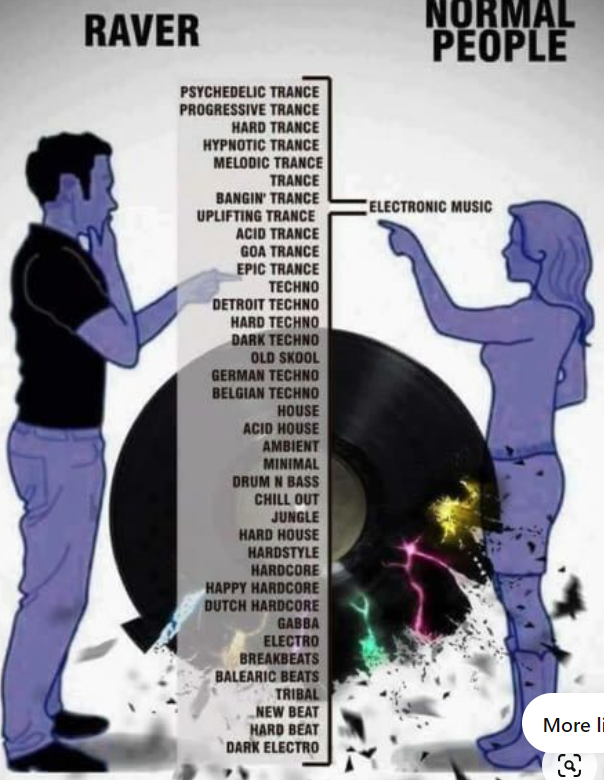 RAVER
NORMAL
PEOPLE
PSYCHEDELIC TRANCE
PROGRESSIVE TRANCE
HARD TRANCE
HYPNOTIC TRANCE
MELODIC TRANCE
TRANCE
BANGIN' TRANCE
UPLIFTING TRANCE
ACID TRANCE
GOA TRANCE
EPIC TRANCE
TECHNO
DETROIT TECHNO
HARD TECHNO
DARK TECHNO
OLD SKOOL
GERMAN TECHNO
BELGIAN TECHNO
HOUSE
ACID HOUSE
AMBIENT
MINIMAL
DRUM N BASS
CHILL OUT
JUNGLE
HARD HOUSE
HARDSTYLE
HARDCORE
HAPPY HARDCORE
DUTCH HARDCORE
GABBA
ELECTRO
BREAKBEATS
BALEARIC BEATS
TRIBAL
NEW BEAT
HARD BEAT
DARK ELECTRO
ELECTRONIC MUSIC
More li